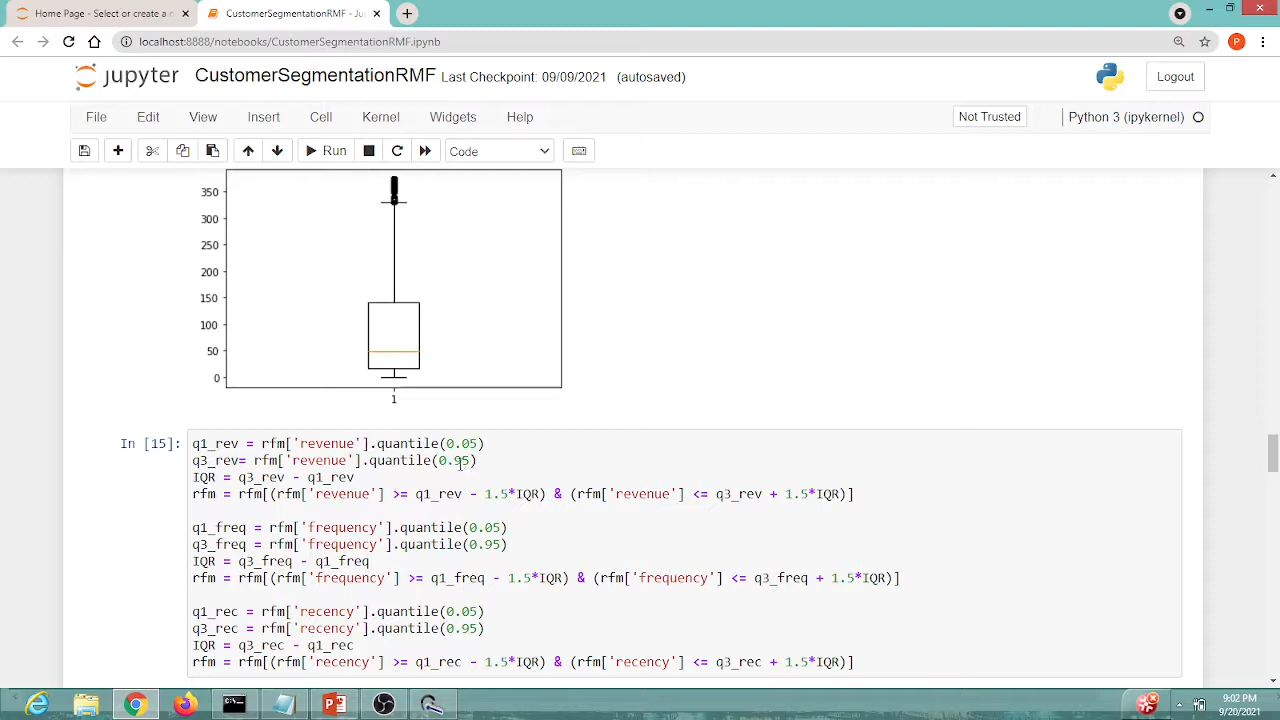 Home Page - Select or create a n
CustomerSegmentationRMF - Ju
localhost:8888/notebooks/CustomerSegmentationRMF.ipynb
P
jupyter CustomerSegmentationRMF Last Checkpoint: 09/09/2021 (autosaved)
Logout
File Edit View Insert Cell Kernel Widgets Help
Not Trusted
Python 3 (ipykernel)
Run
Code
350
300
250
200
150
100
50
0
1
In [15]:
q1_rev = rfm['revenue'].quantile(0.05)
q3_rev= rfm['revenue'].quantile(0.95)
IQR = q3_rev - q1_rev
rfm = rfm[(rfm['revenue'] >= q1_rev - 1.5*IQR) & (rfm['revenue'] <= q3_rev + 1.5*IQR)]
q1_freq = rfm['frequency'].quantile(0.05)
q3_freq = rfm['frequency'].quantile(0.95)
IQR = q3_freq - q1_freq
rfm = rfm[(rfm['frequency'] >= q1_freq - 1.5*IQR) & (rfm['frequency'] <= q3_freq + 1.5*IQR)]
q1_rec = rfm['recency'].quantile(0.05)
q3_rec = rfm['recency'].quantile(0.95)
IQR = q3_rec - q1_rec
rfm = rfm[(rfm['recency'] >= q1_rec - 1.5*IQR) & (rfm['recency'] <= q3_rec + 1.5*IQR)]
9:02 PM
9/20/2021